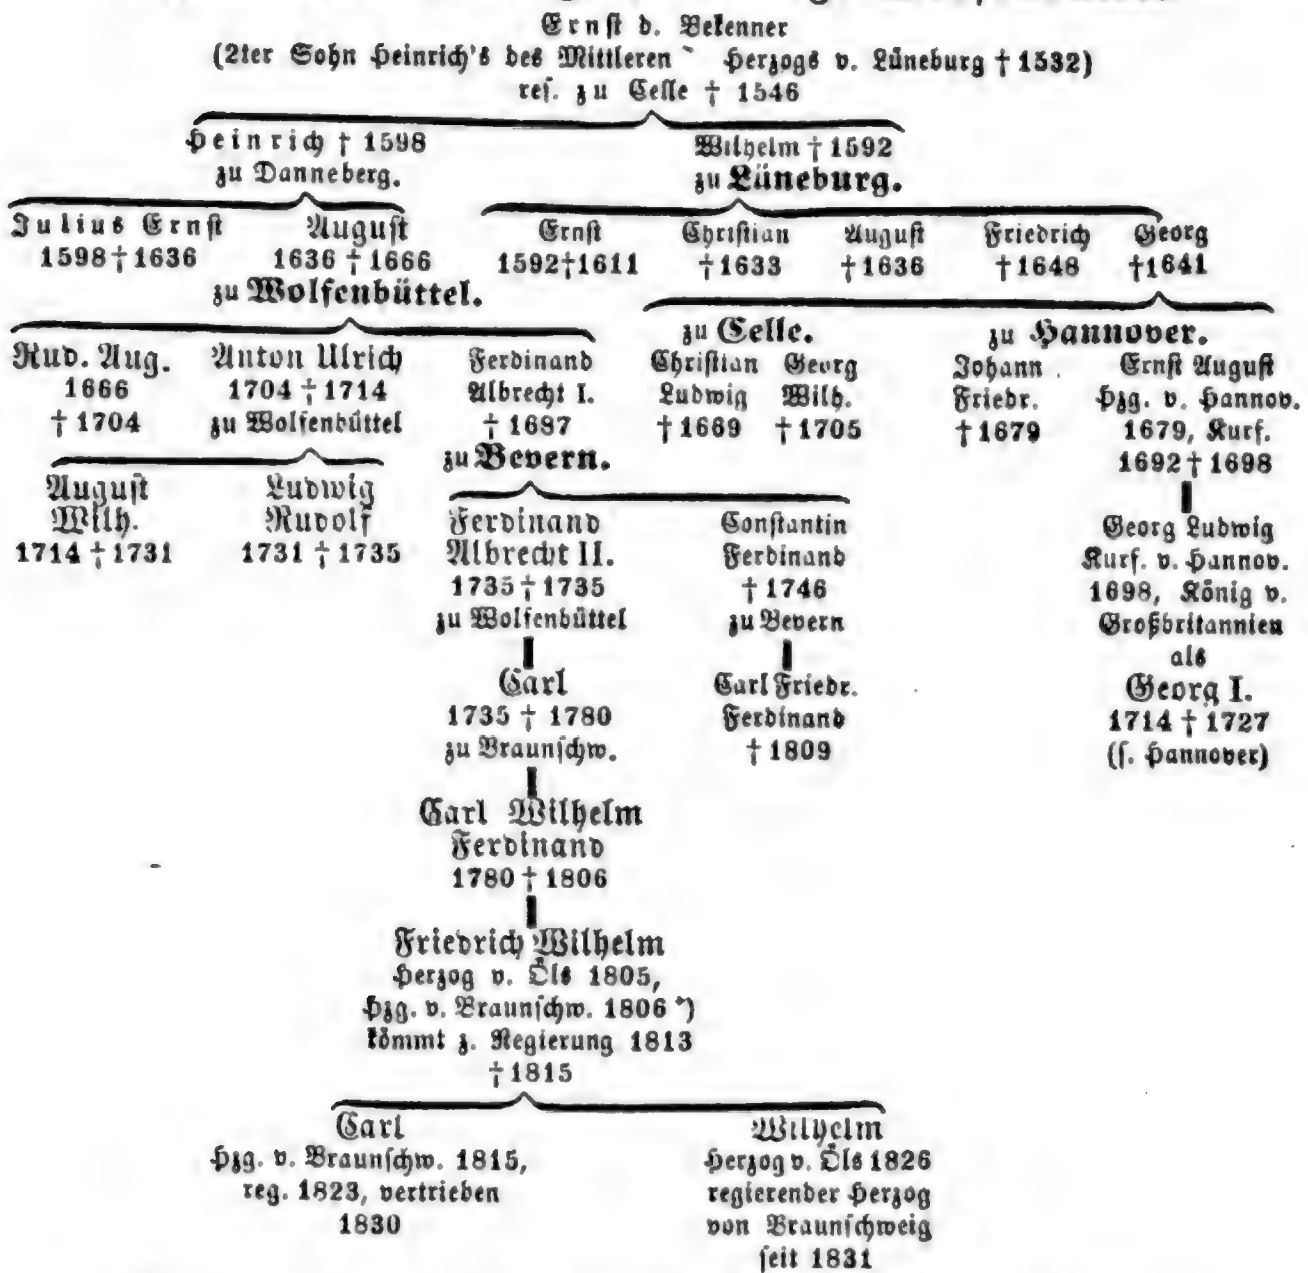 Ernst d. Bekenner
(2ter Sohn Heinrich's des Mittleren Herzogs v. Lüneburg † 1532)
res. zu Celle † 1546
Heinrich † 1598
zu Danneberg.
Wilhelm † 1592
zu Lüneburg.
Julius Ernst
1598 † 1636
August
1636 † 1666
zu Wolfenbüttel.
Ernst
1592†1611
Christian
†1633
August
†1636
Friedrich
†1648
Georg
†1641
Rud. Aug.
1666
† 1704
Anton Ulrich
1704 † 1714
zu Wolfenbüttel
Ferdinand
Albrecht I.
† 1687
zu Bevern.
zu Celle.
Christian
Ludwig
†1669
Georg
Wilh.
†1705
zu Hannover.
Johann
Friedr.
†1679
Ernst August
Hzg. v. Hannov.
1679, Kurf.
1692 † 1698
August
Wilh.
1714 † 1731
Ludwig
Rudolf
1731 † 1735
Ferdinand
Albrecht II.
1735 † 1735
zu Wolfenbüttel
Constantin
Ferdinand
† 1746
zu Bevern
Georg Ludwig
Kurf. v. Hannov.
1698, König v.
Großbritannien
als
Georg I.
1714 † 1727
(s. Hannover)
Carl
1735 † 1780
zu Braunschw.
Carl Friedr.
Ferdinand
† 1809
Carl Wilhelm
Ferdinand
1780 † 1806
Friedrich Wilhelm
Herzog v. Öls 1805,
Hzg. v. Braunschw. 1806 *)
kömmt z. Regierung 1813
† 1815
Carl
Hzg. v. Braunschw. 1815,
reg. 1823, vertrieben
1830
Wilhelm
Herzog v. Öls 1826
regierender Herzog
von Braunschweig
seit 1831